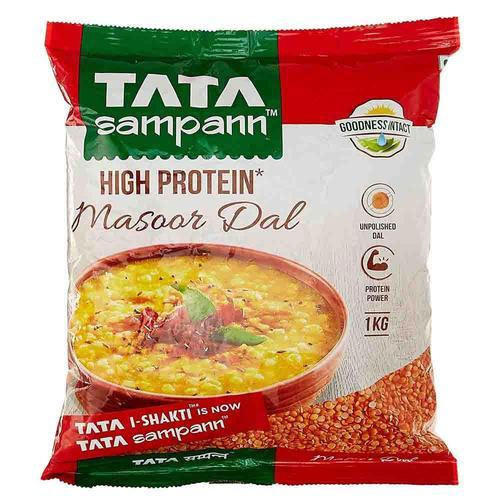 TATA
sampann™
GOODNESS INTACT
HIGH PROTEIN*
Masoor Dal
UNPOLISHED
DAL
PROTEIN
POWER
1KG
TATA I-SHAKTI™ IS NOW
TATA sampann™
TATA सम्पन्न
Masoor Dal